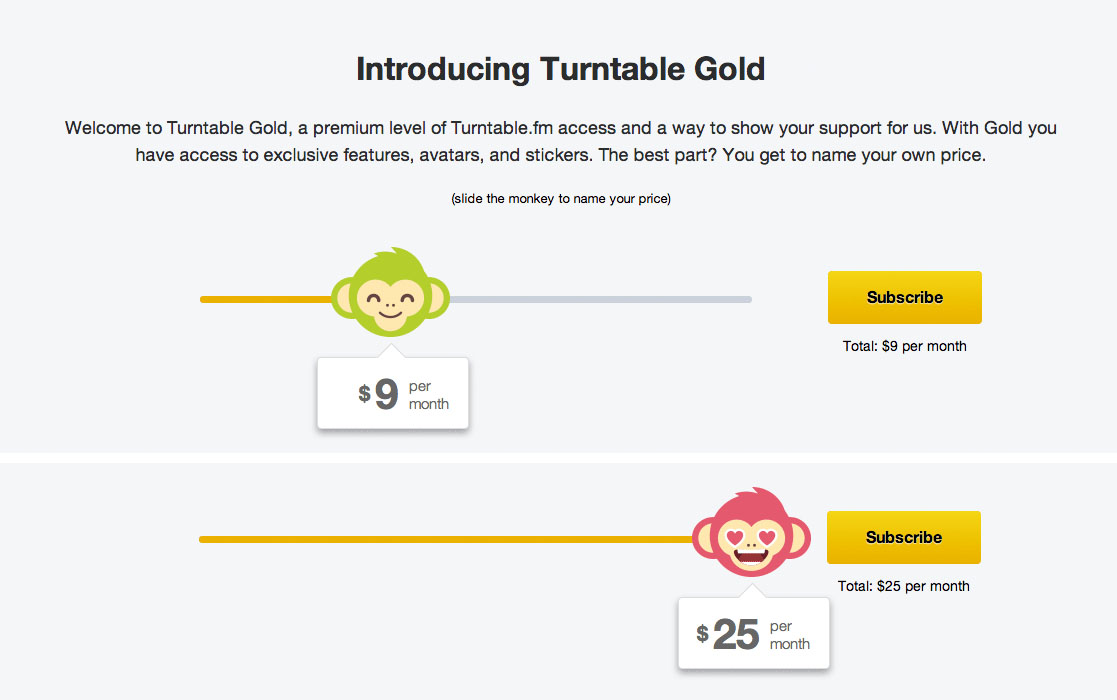 Introducing Turntable Gold
Welcome to Turntable Gold, a premium level of Turntable.fm access and a way to show your support for us. With Gold you
have access to exclusive features, avatars, and stickers. The best part? You get to name your own price.
(slide the monkey to name your price)
Subscribe
Total: $9 per month
$9 per
month
Subscribe
Total: $25 per month
$25 per
month